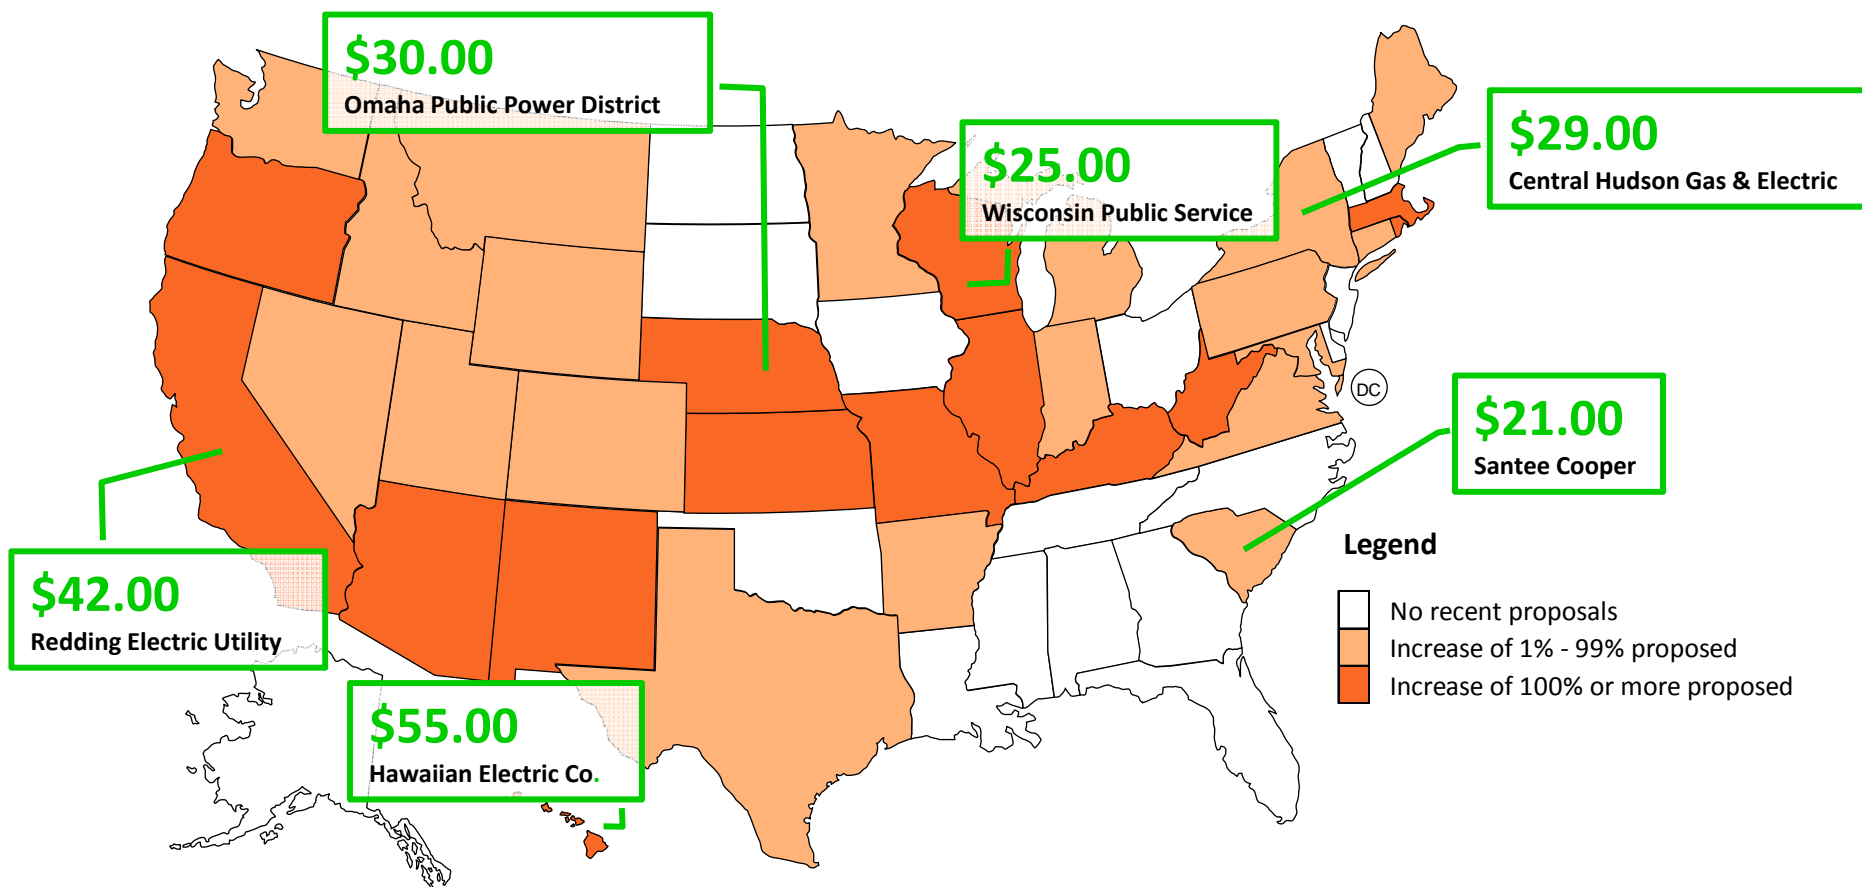 $30.00
Omaha Public Power District
$25.00
Wisconsin Public Service
$29.00
Central Hudson Gas & Electric
DC
$21.00
Santee Cooper
$42.00
Redding Electric Utility
$55.00
Hawaiian Electric Co.
Legend
No recent proposals
Increase of 1% - 99% proposed
Increase of 100% or more proposed